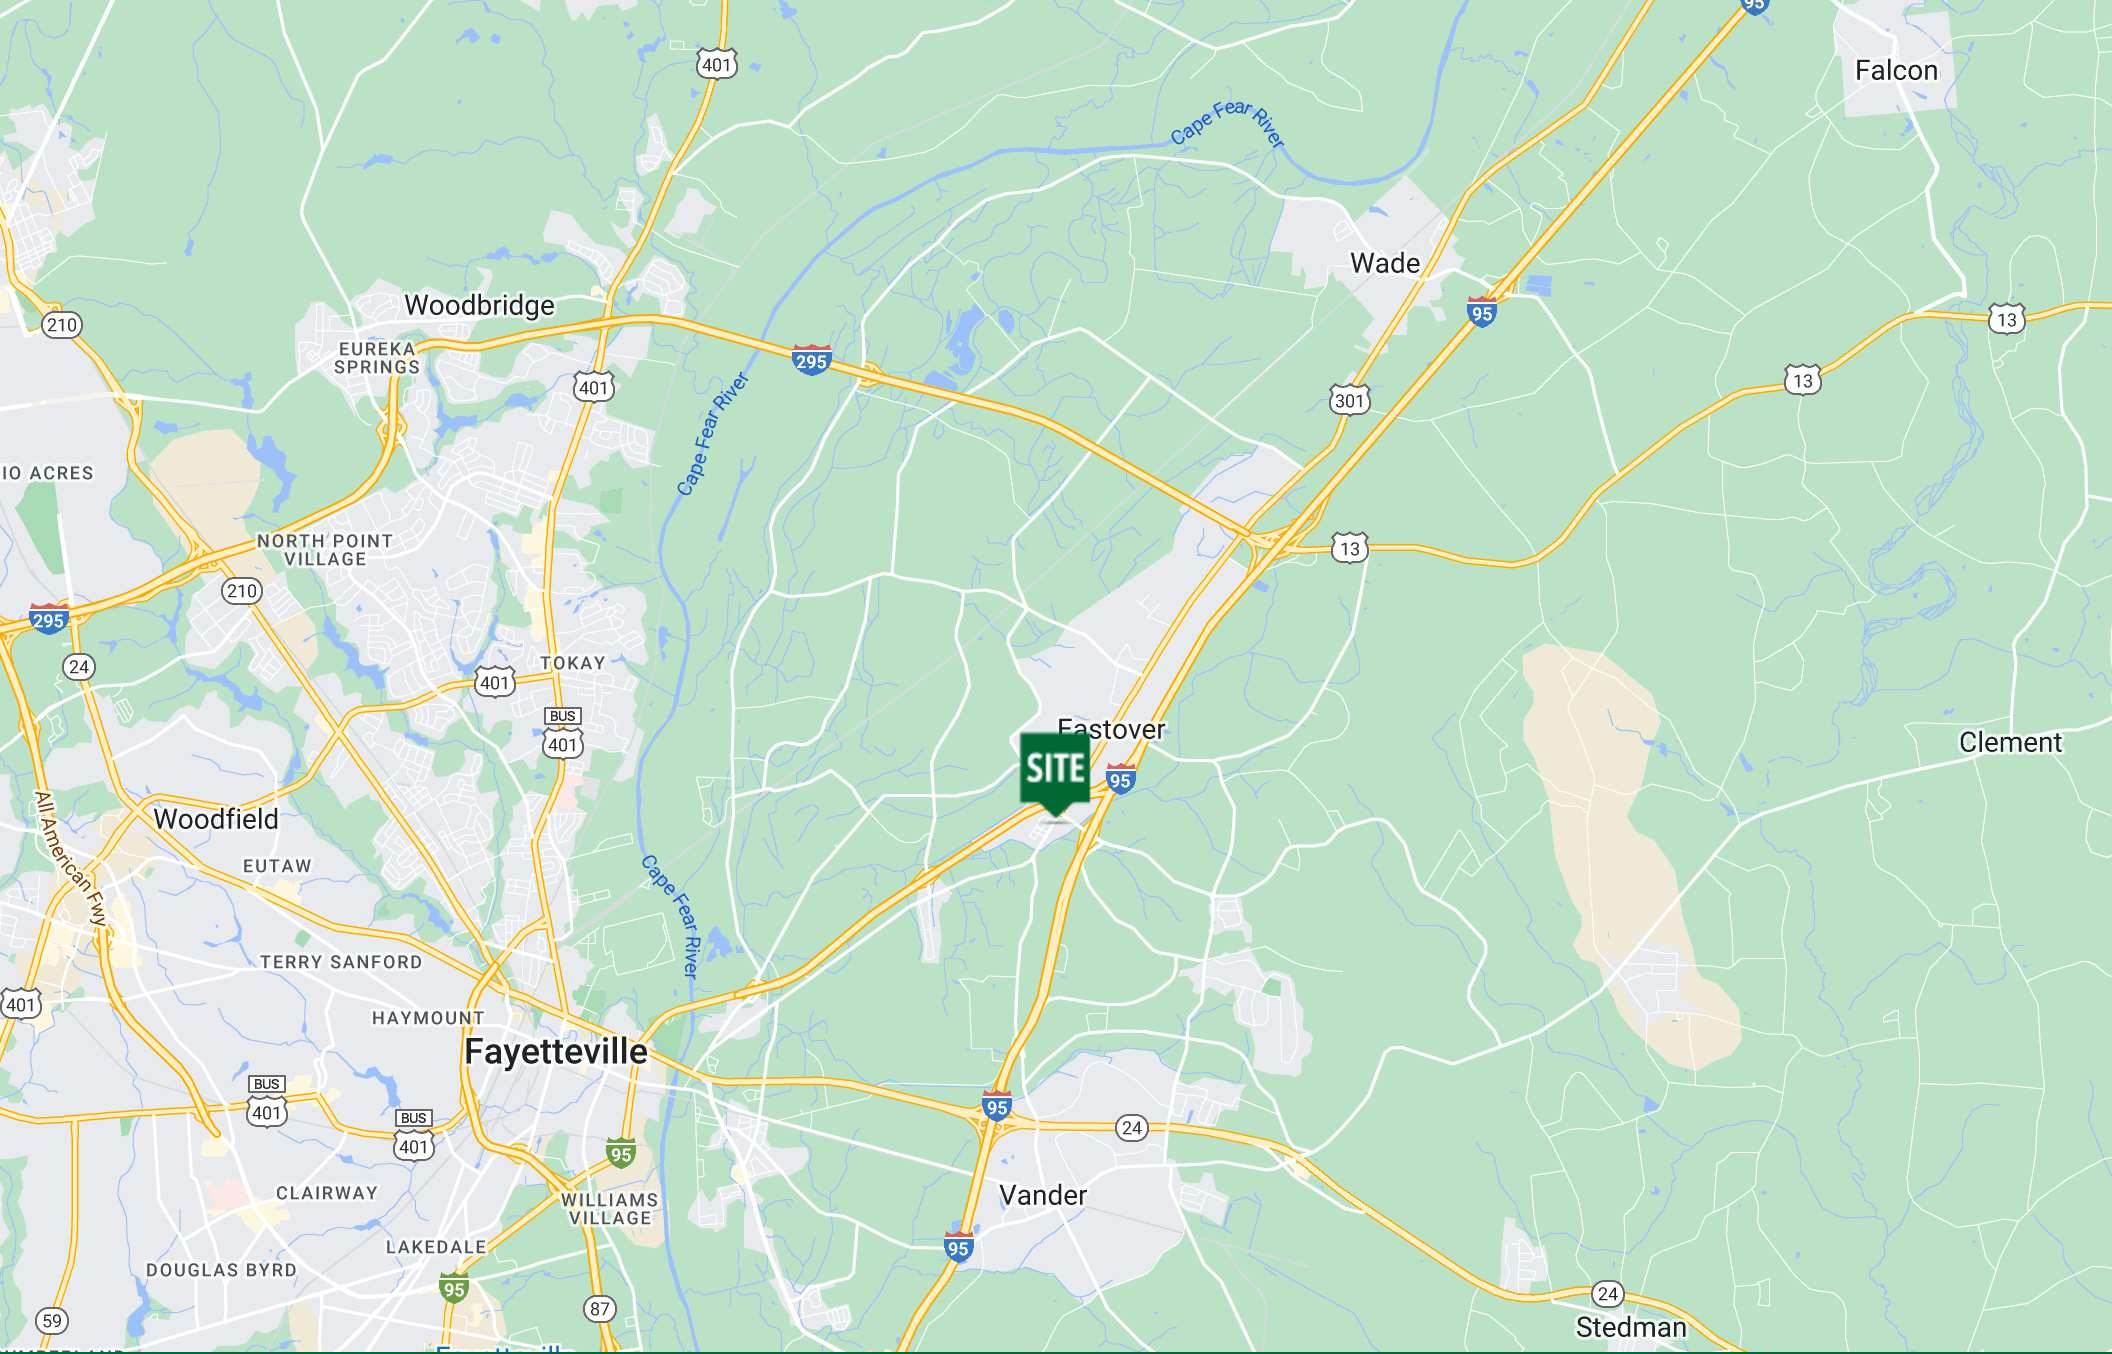 95
Falcon
401
Cape Fear River
Wade
Woodbridge
210
EUREKA
SPRINGS
295
95
13
13
401
301
Cape Fear River
IO ACRES
NORTH POINT
VILLAGE
13
210
295
24
TOKAY
401
BUS
401
Eastover
Clement
SITE
95
All American Fwy
Woodfield
EUTAW
Cape Fear River
TERRY SANFORD
401
HAYMOUNT
Fayetteville
BUS
401
BUS
401
95
24
95
CLAIRWAY
WILLIAMS
VILLAGE
Vander
LAKEDALE
95
DOUGLAS BYRD
95
87
24
59
Stedman